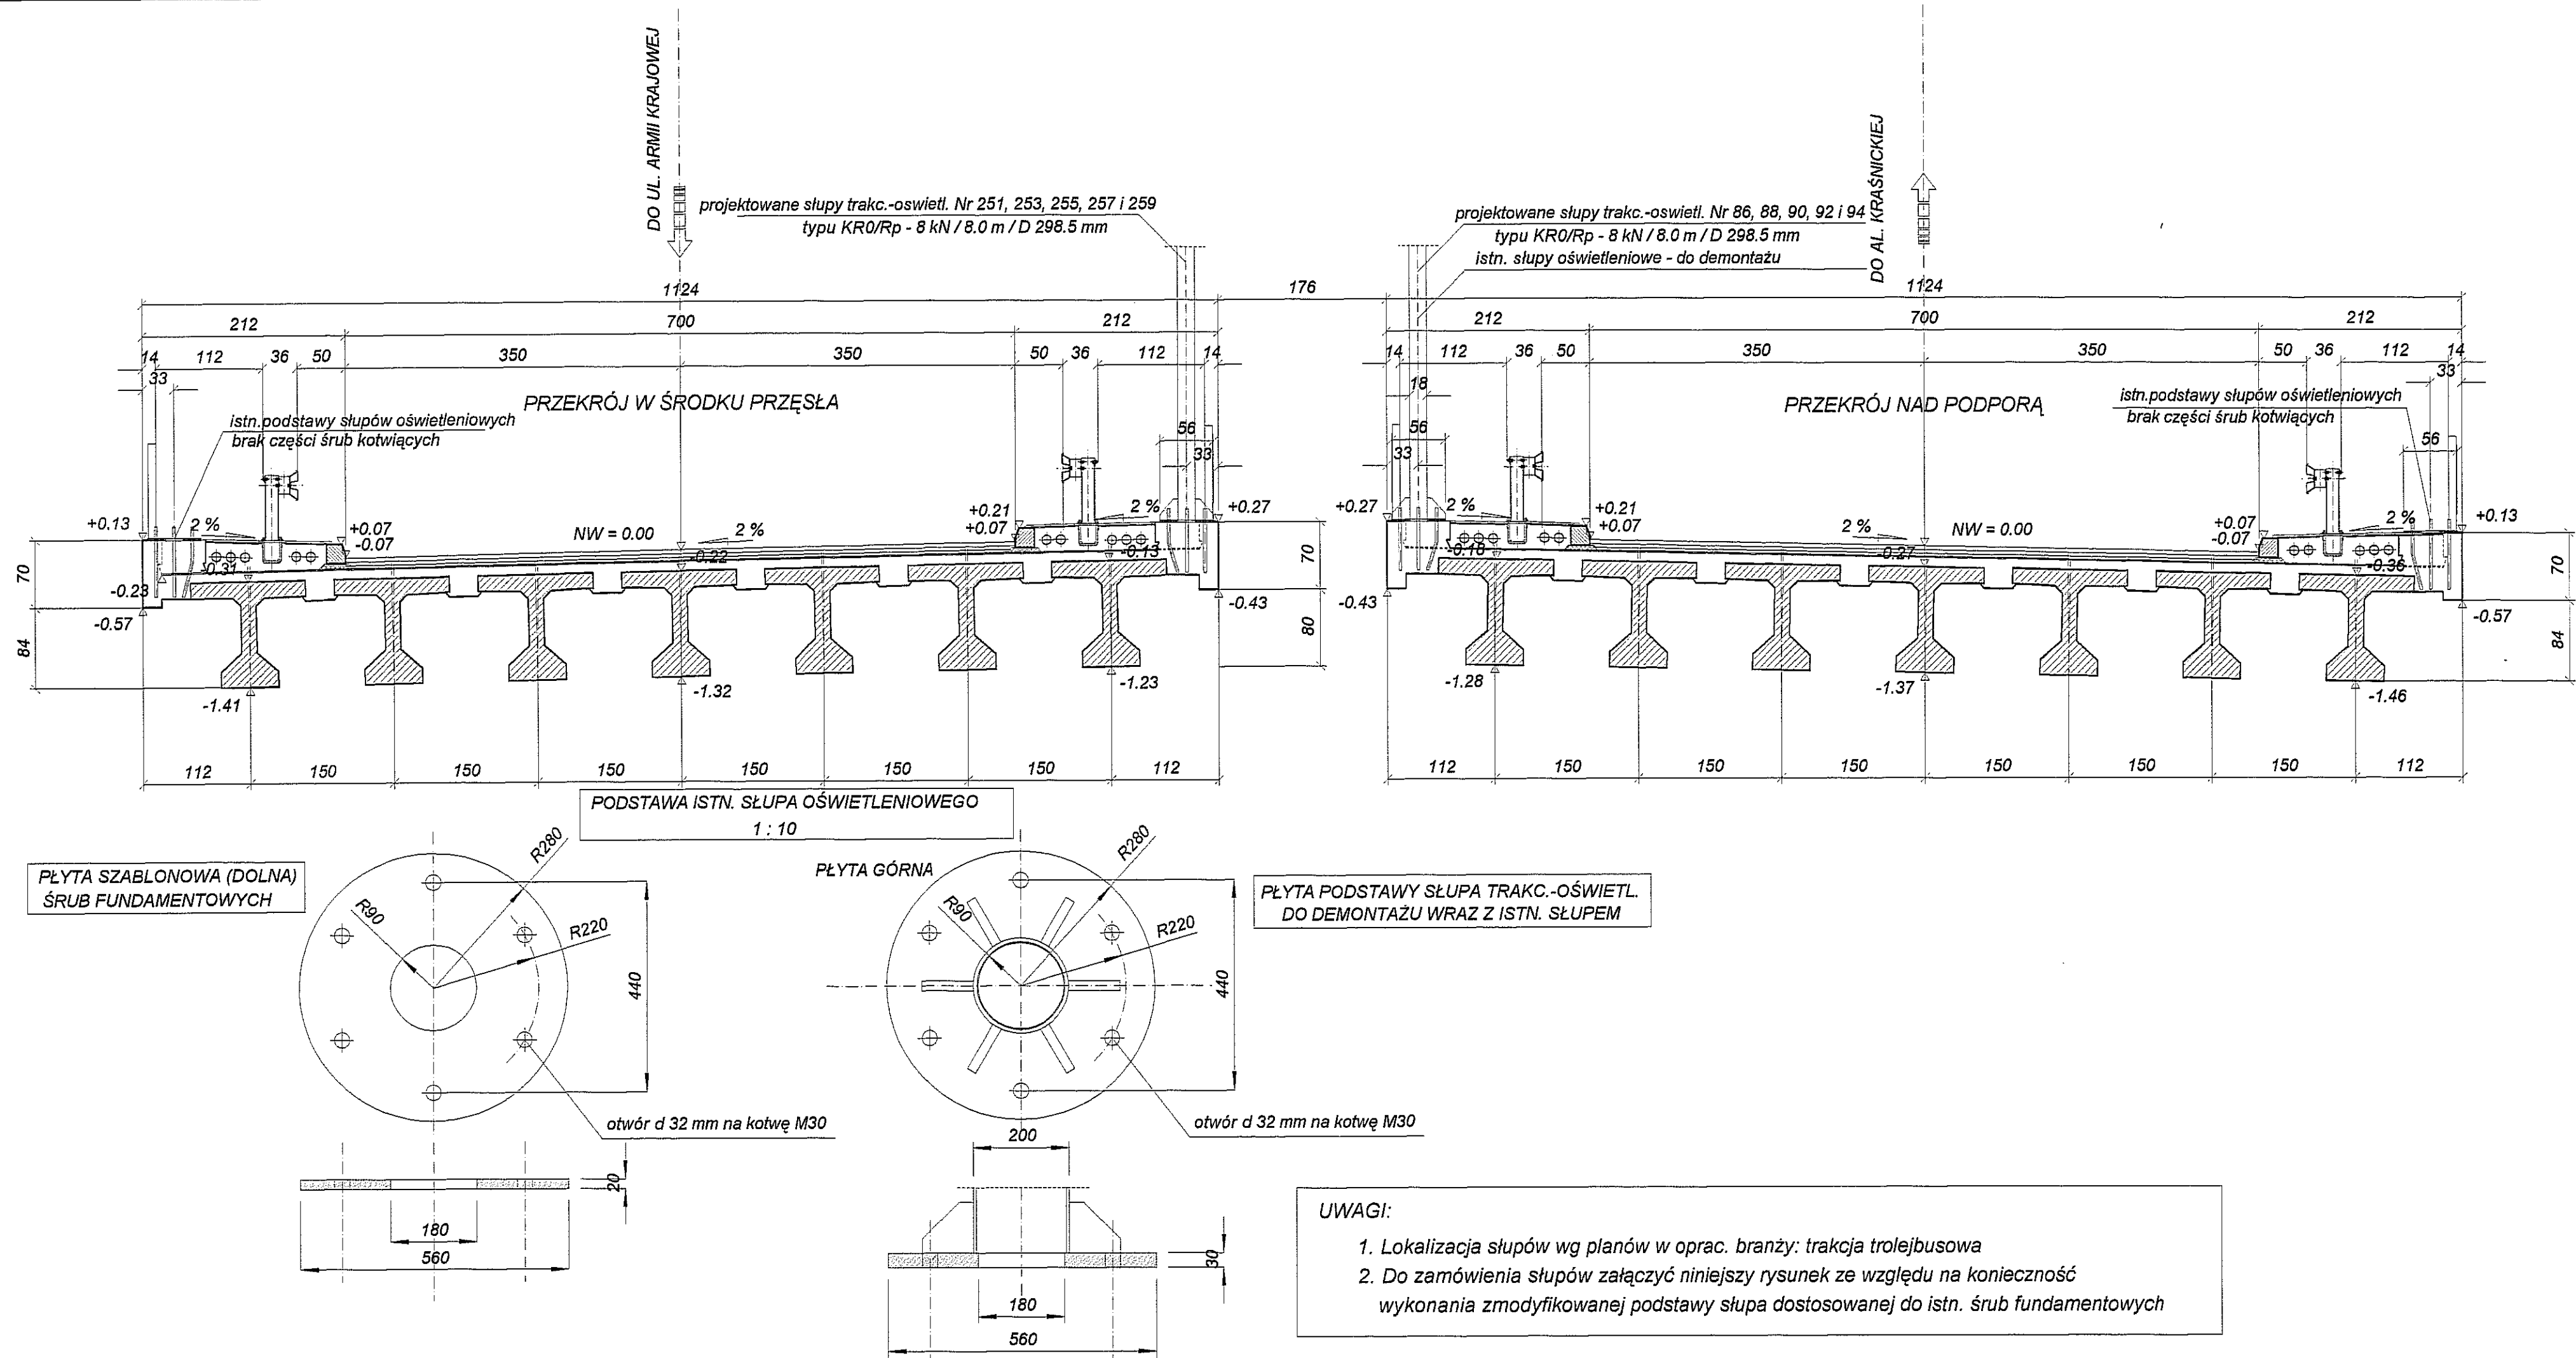 DO UL. ARMII KRAJOWEJ
projektowane słupy trakc.-oswietl. Nr 251, 253, 255, 257 i 259
typu KR0/Rp - 8 kN / 8.0 m / D 298.5 mm
DO AL. KRAŚNICKIEJ
projektowane słupy trakc.-oswietl. Nr 86, 88, 90, 92 i 94
typu KR0/Rp - 8 kN / 8.0 m / D 298.5 mm
istn. słupy oświetleniowe - do demontażu
1124 176 1124
212 700 212 212 700 212
14 112 36 50 350 350 50 36 112 14 14 112 36 50 350 350 50 36 112 14
33 18 33
PRZEKRÓJ W ŚRODKU PRZĘSŁA
istn.podstawy słupów oświetleniowych
brak części śrub kotwiących
56
33
PRZEKRÓJ NAD PODPORĄ
istn.podstawy słupów oświetleniowych
brak części śrub kotwiących
56
33
56
+0.13 2 % +0.07 -0.07 NW = 0.00 2 % +0.21 +0.07 2 % +0.27
-0.31 -0.22 -0.13
70 -0.23 -0.57 84 -0.43 70 80
-1.41 -1.32 -1.23
+0.27 2 % +0.21 +0.07 2 % NW = 0.00 +0.07 -0.07 2 % +0.13
-0.18 -0.27 -0.36
-0.43 -0.57 70 84
-1.28 -1.37 -1.46
112 150 150 150 150 150 150 112
112 150 150 150 150 150 150 112
PODSTAWA ISTN. SŁUPA OŚWIETLENIOWEGO
1 : 10
PŁYTA SZABLONOWA (DOLNA)
ŚRUB FUNDAMENTOWYCH
R280
R90
R220
440
otwór d 32 mm na kotwę M30
20
180
560
PŁYTA GÓRNA
R280
R90
R220
440
otwór d 32 mm na kotwę M30
200
30
180
560
PŁYTA PODSTAWY SŁUPA TRAKC.-OŚWIETL.
DO DEMONTAŻU WRAZ Z ISTN. SŁUPEM
UWAGI:
1. Lokalizacja słupów wg planów w oprac. branży: trakcja trolejbusowa
2. Do zamówienia słupów załączyć niniejszy rysunek ze względu na konieczność
wykonania zmodyfikowanej podstawy słupa dostosowanej do istn. śrub fundamentowych